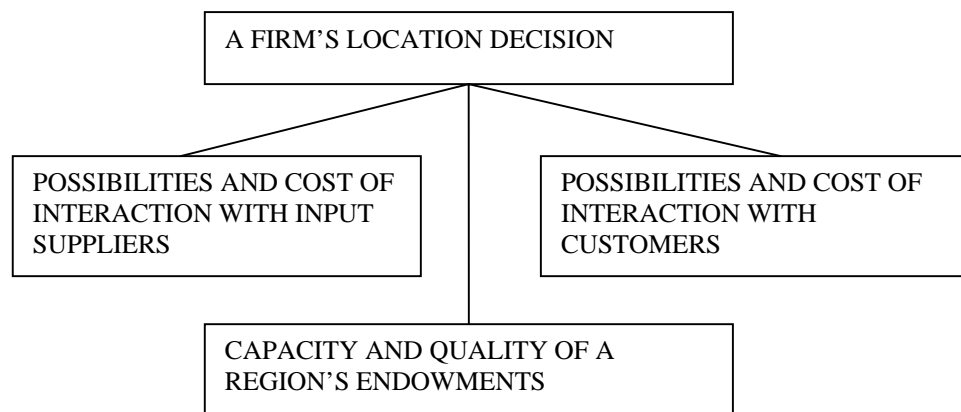 A FIRM’S LOCATION DECISION
POSSIBILITIES AND COST OF
INTERACTION WITH INPUT
SUPPLIERS
POSSIBILITIES AND COST OF
INTERACTION WITH
CUSTOMERS
CAPACITY AND QUALITY OF A
REGION’S ENDOWMENTS